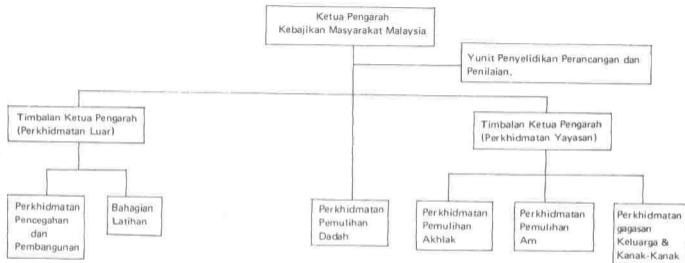 Ketua Pengarah
Kebajikan Masyarakat Malaysia
Yunit Penyelidikan Perancangan dan
Penilaian.
Timbalan Ketua Pengarah
(Perkhidmatan Luar)
Timbalan Ketua Pengarah
(Perkhidmatan Yayasan)
Perkhidmatan
Pencegahan
dan
Pembangunan
Bahagian
Latihan
Perkhidmatan
Pemulihan
Dadah
Perkhidmatan
Pemulihan
Akhlak
Perkhidmatan
Pemulihan
Am
Perkhidmatan
gagasan
Keluarga &
Kanak-Kanak